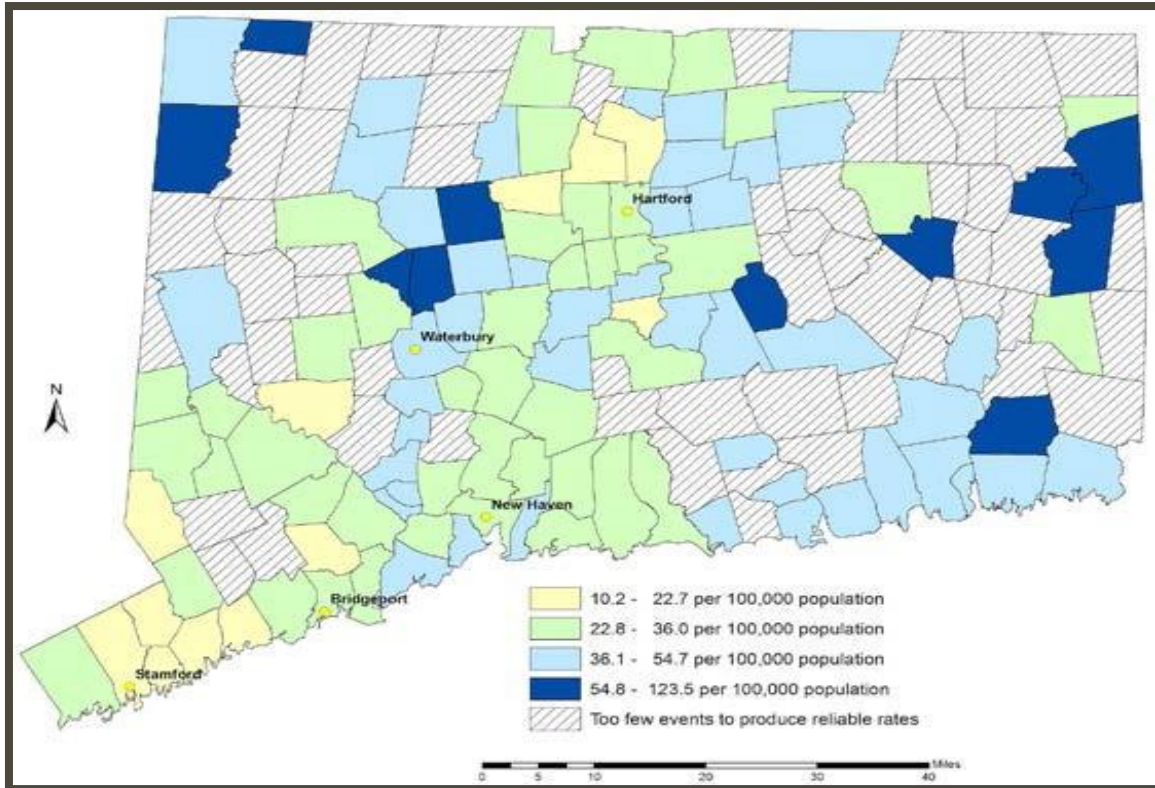 Hartford
Waterbury
N
New Haven
Bridgeport
Stamford
10.2 - 22.7 per 100,000 population
22.8 - 36.0 per 100,000 population
36.1 - 54.7 per 100,000 population
54.8 - 123.5 per 100,000 population
Too few events to produce reliable rates
Miles
0 5 10 20 30 40